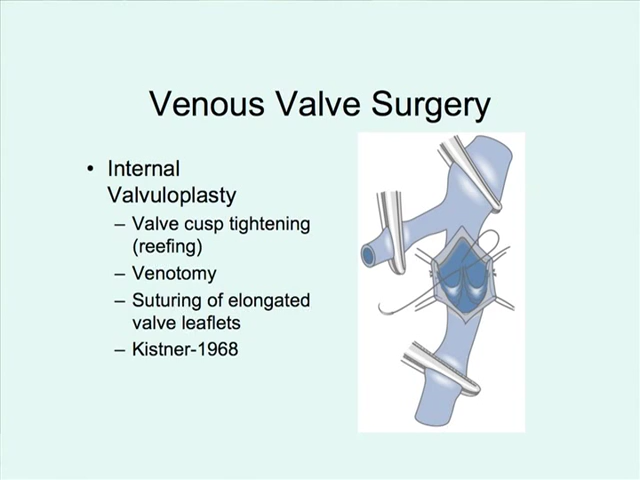 Venous Valve Surgery
• Internal
Valvuloplasty
– Valve cusp tightening
(reefing)
– Venotomy
– Suturing of elongated
valve leaflets
– Kistner-1968